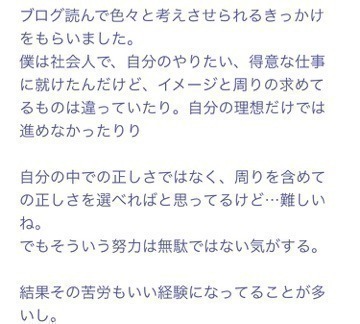 ブログ読んで色々と考えさせられるきっかけ
をもらいました。
僕は社会人で、自分のやりたい、得意な仕事
に就けたんだけど、イメージと周りの求めて
るものは違っていたり。自分の理想だけでは
進めなかったりり
自分の中での正しさではなく、周りを含めて
の正しさを選べればと思ってるけど…難しい
ね。
でもそういう努力は無駄ではない気がする。
結果その苦労もいい経験になってることが多
いし。